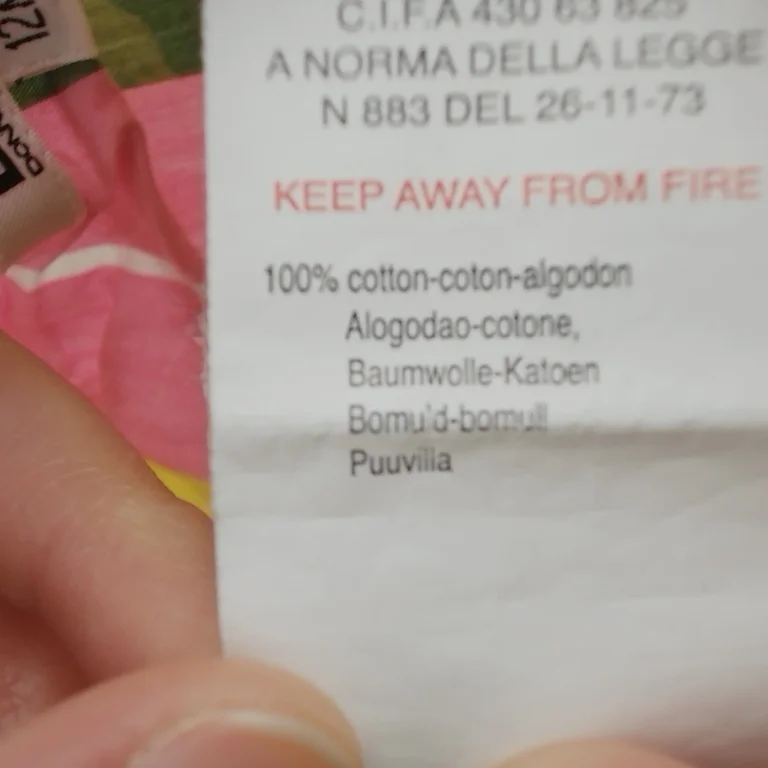 C.I.F.A 430 63 825
A NORMA DELLA LEGGE
N 883 DEL 26-11-73
KEEP AWAY FROM FIRE
100% cotton-coton-algodon
Alogodao-cotone,
Baumwolle-Katoen
Bomu'd-bomull
Puuvilla